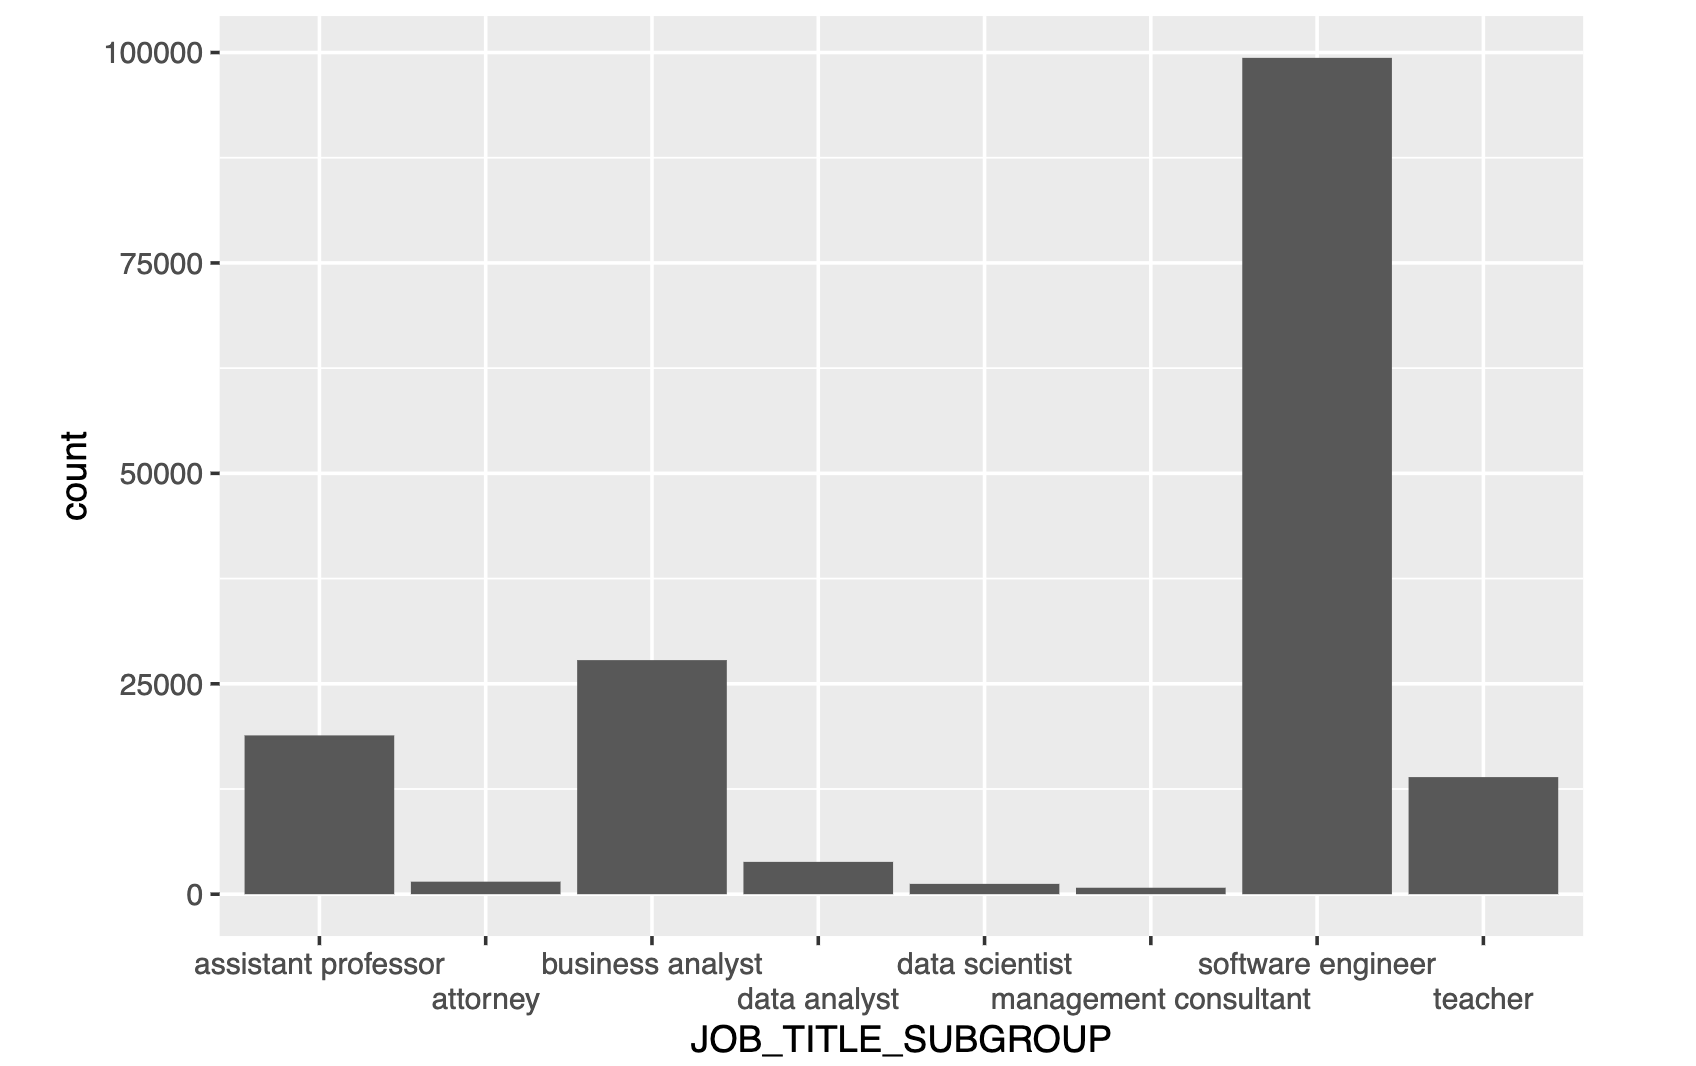 100000
75000
50000
25000
0
count
assistant professor
attorney
business analyst
data analyst
data scientist
management consultant
software engineer
teacher
JOB_TITLE_SUBGROUP